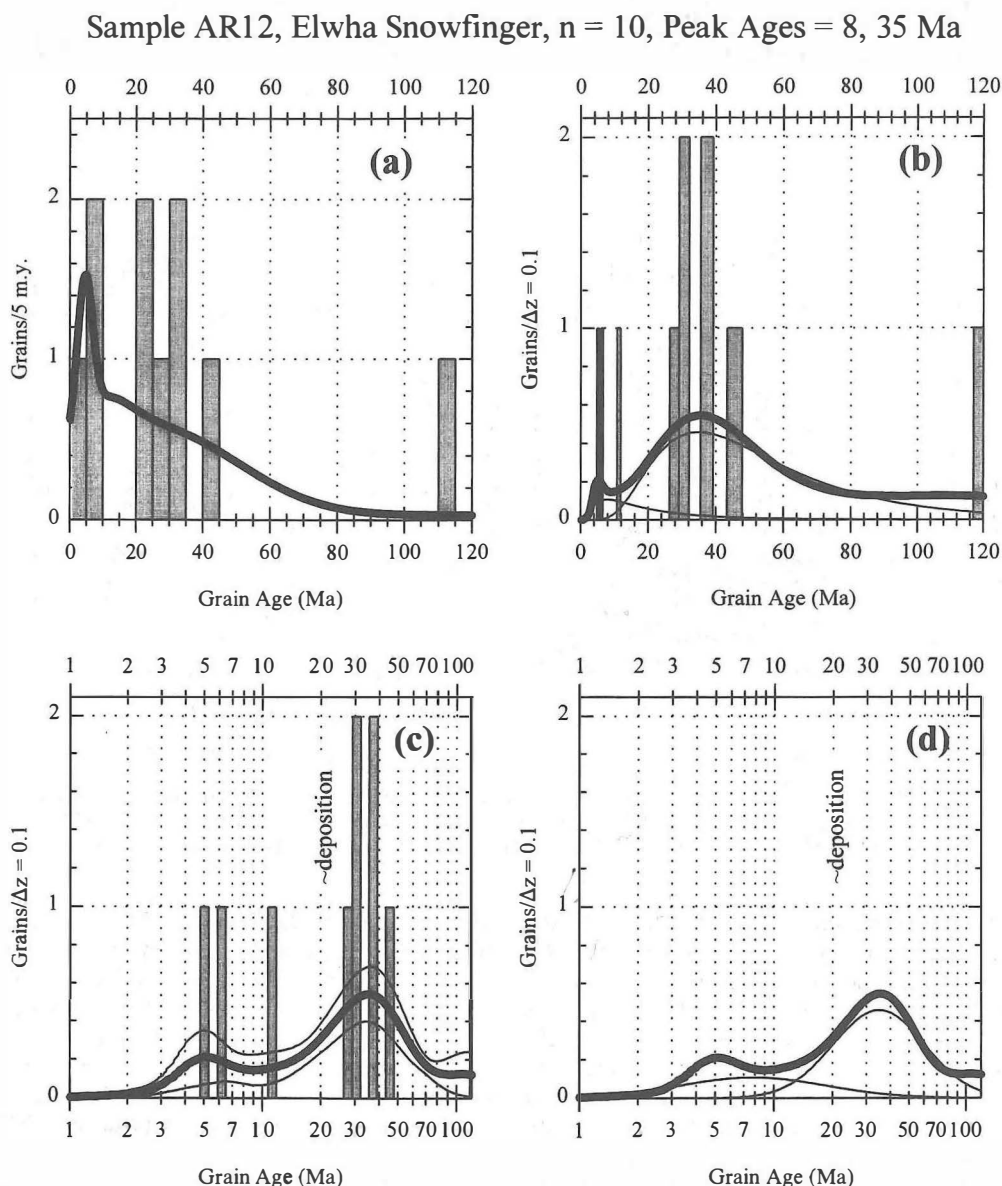 Sample AR12, Elwha Snowfinger, n = 10, Peak Ages = 8, 35 Ma
0 20 40 60 80 100 120
(a)
2
1
0
Grains/5 m.y.
0 20 40 60 80 100 120
Grain Age (Ma)
0 20 40 60 80 100 120
(b)
2
1
0
Grains/Δz = 0.1
0 20 40 60 80 100 120
Grain Age (Ma)
1 2 3 5 7 10 20 30 50 70 100
(c)
2
1
0
~deposition
Grains/Δz = 0.1
1 2 3 5 7 10 20 30 50 70 100
Grain Age (Ma)
1 2 3 5 7 10 20 30 50 70 100
(d)
2
1
0
~deposition
Grains/Δz = 0.1
1 2 3 5 7 10 20 30 50 70 100
Grain Age (Ma)